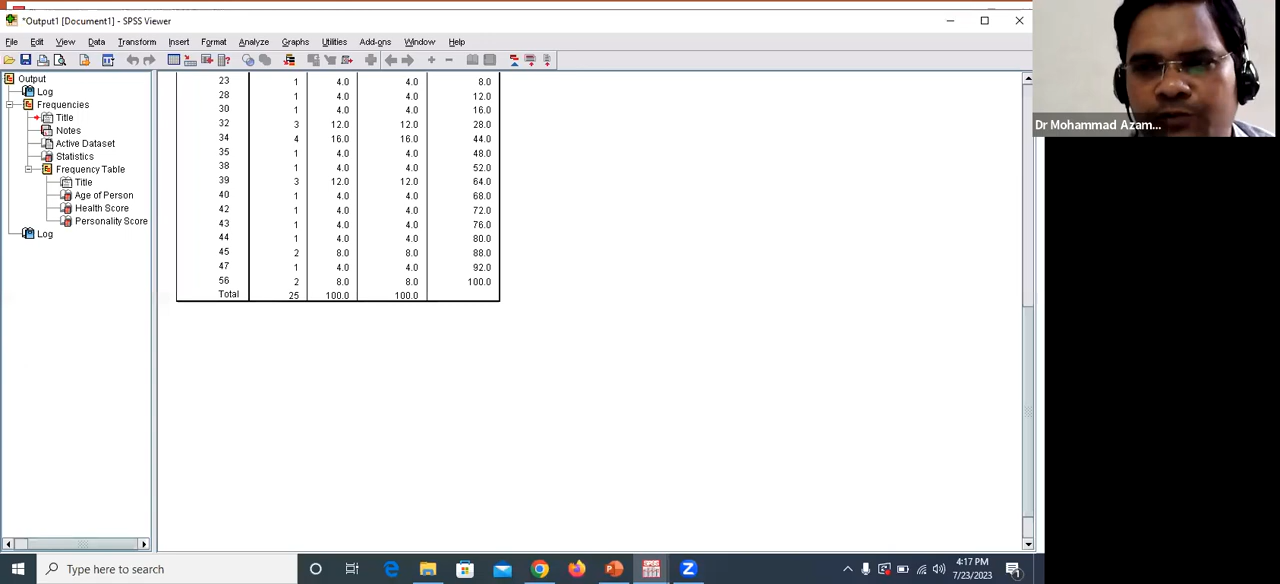 *Output1 [Document1] - SPSS Viewer
File Edit View Data Transform Insert Format Analyze Graphs Utilities Add-ons Window Help
Output
Log
Frequencies
Title
Notes
Active Dataset
Statistics
Frequency Table
Title
Age of Person
Health Score
Personality Score
Log
23 1 4.0 4.0 8.0
28 1 4.0 4.0 12.0
30 1 4.0 4.0 16.0
32 3 12.0 12.0 28.0
34 4 16.0 16.0 44.0
35 1 4.0 4.0 48.0
38 1 4.0 4.0 52.0
39 3 12.0 12.0 64.0
40 1 4.0 4.0 68.0
42 1 4.0 4.0 72.0
43 1 4.0 4.0 76.0
44 1 4.0 4.0 80.0
45 2 8.0 8.0 88.0
47 1 4.0 4.0 92.0
56 2 8.0 8.0 100.0
Total 25 100.0 100.0
Dr Mohammad Azam...
Type here to search
4:17 PM
7/23/2023